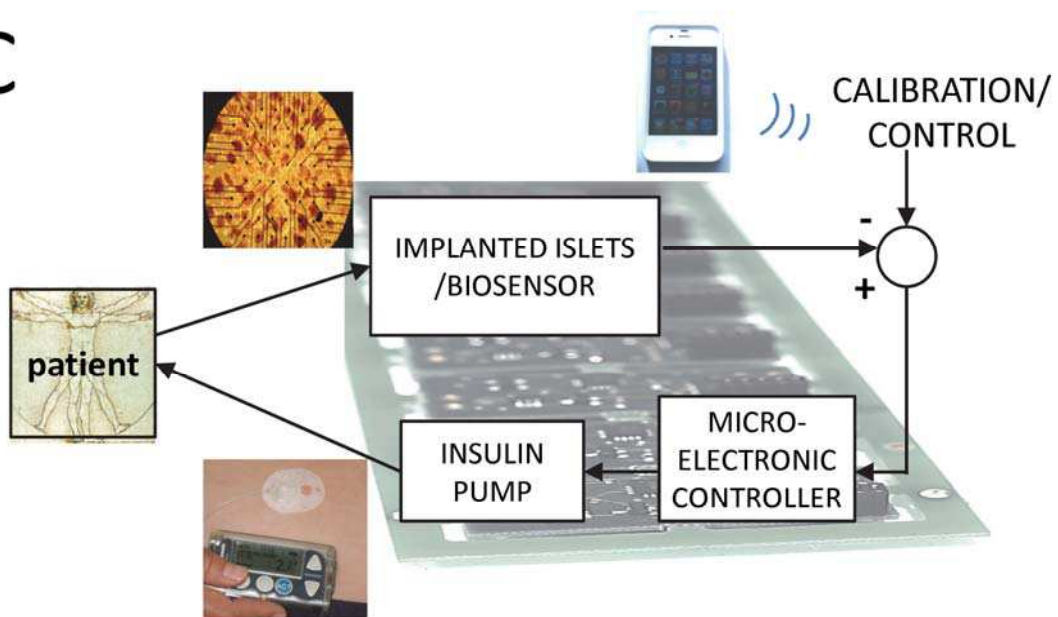 C
CALIBRATION/
CONTROL
-
+
IMPLANTED ISLETS
/BIOSENSOR
patient
INSULIN
PUMP
MICRO-
ELECTRONIC
CONTROLLER